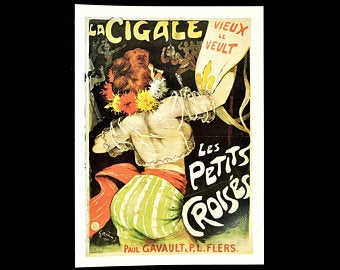 LA CIGALE
VIEUX
LE
VEULT
LES
PETITS
CROISÉS
PAUL GAVAULT & P.L. FLERS.